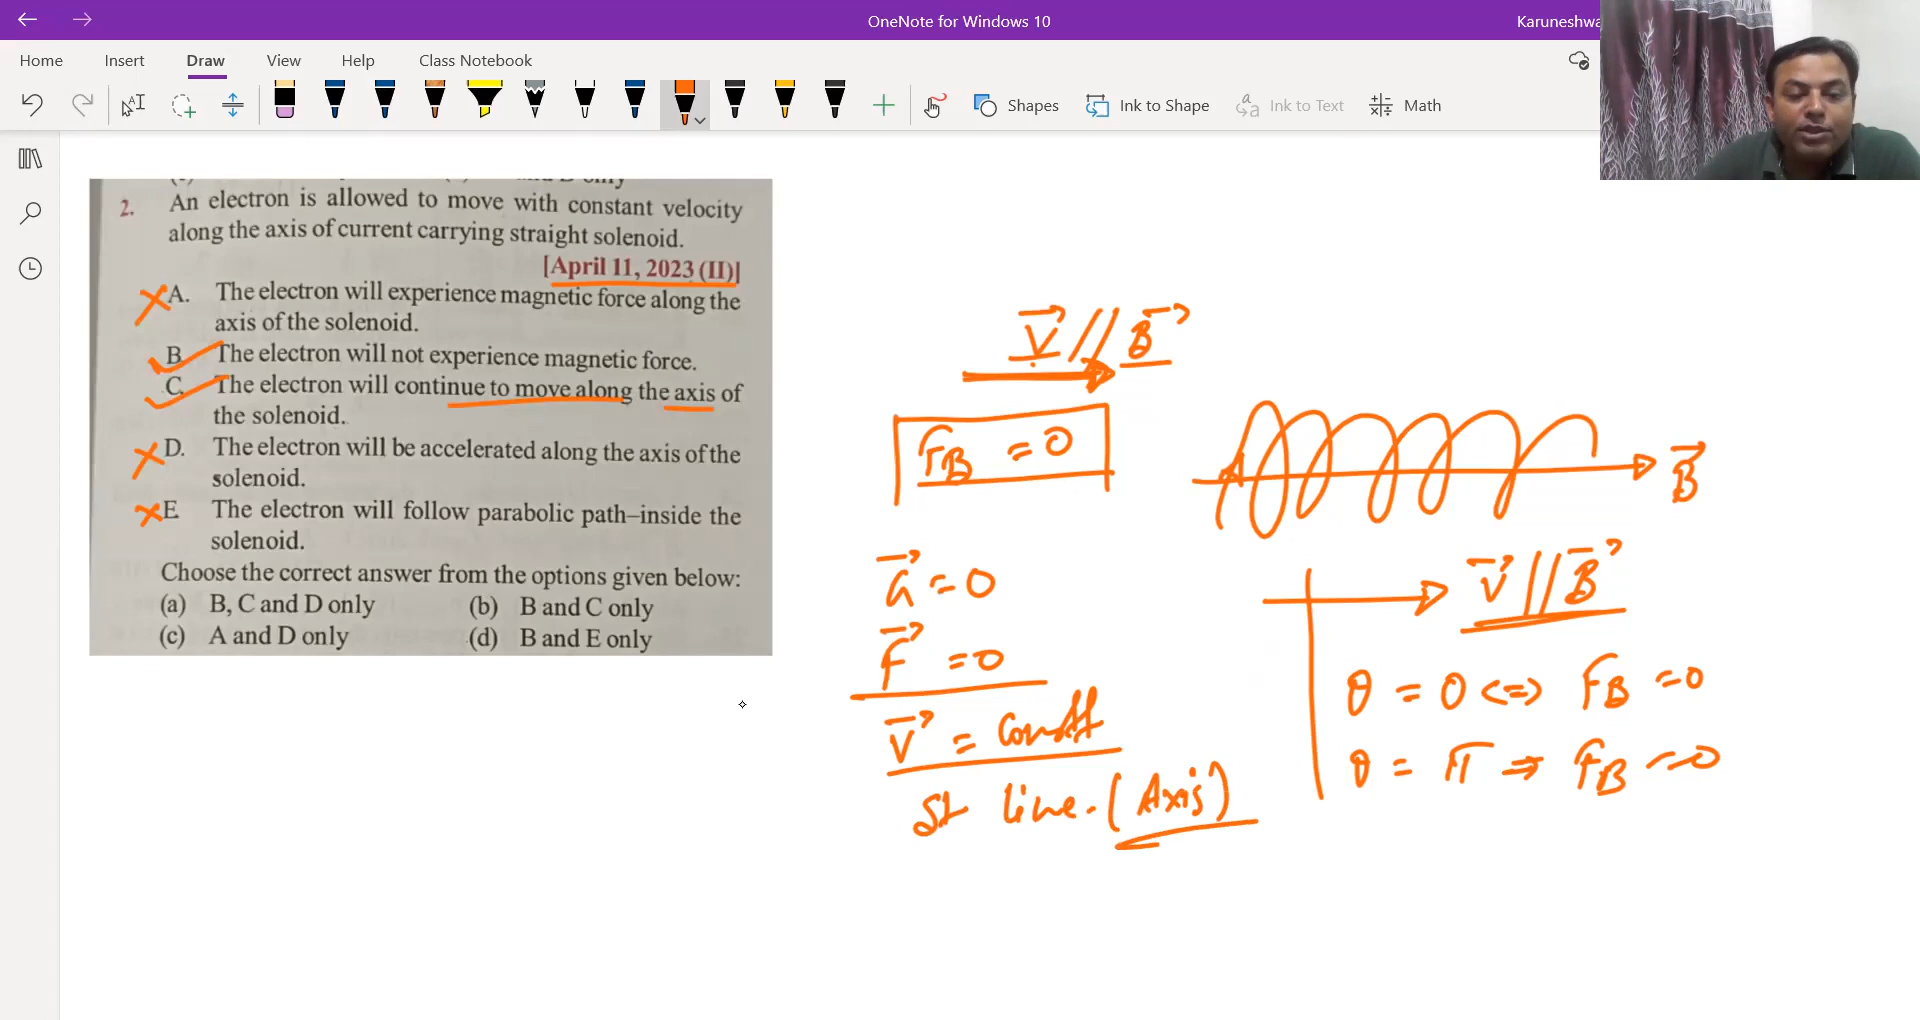 OneNote for Windows 10
Karuneshwa
Home Insert Draw View Help Class Notebook
Shapes Ink to Shape Ink to Text Math
2. An electron is allowed to move with constant velocity
along the axis of current carrying straight solenoid.
[April 11, 2023 (II)]
A. The electron will experience magnetic force along the
axis of the solenoid.
B. The electron will not experience magnetic force.
C. The electron will continue to move along the axis of
the solenoid.
D. The electron will be accelerated along the axis of the
solenoid.
E. The electron will follow parabolic path–inside the
solenoid.
Choose the correct answer from the options given below:
(a) B, C and D only (b) B and C only
(c) A and D only (d) B and E only
V⃗ // B⃗
F_B = 0
B⃗
a⃗ = 0
F⃗ = 0
V⃗ = Constt
St line. (Axis)
V⃗ // B⃗
θ = 0 <=> F_B = 0
θ = π ⇒ F_B = 0